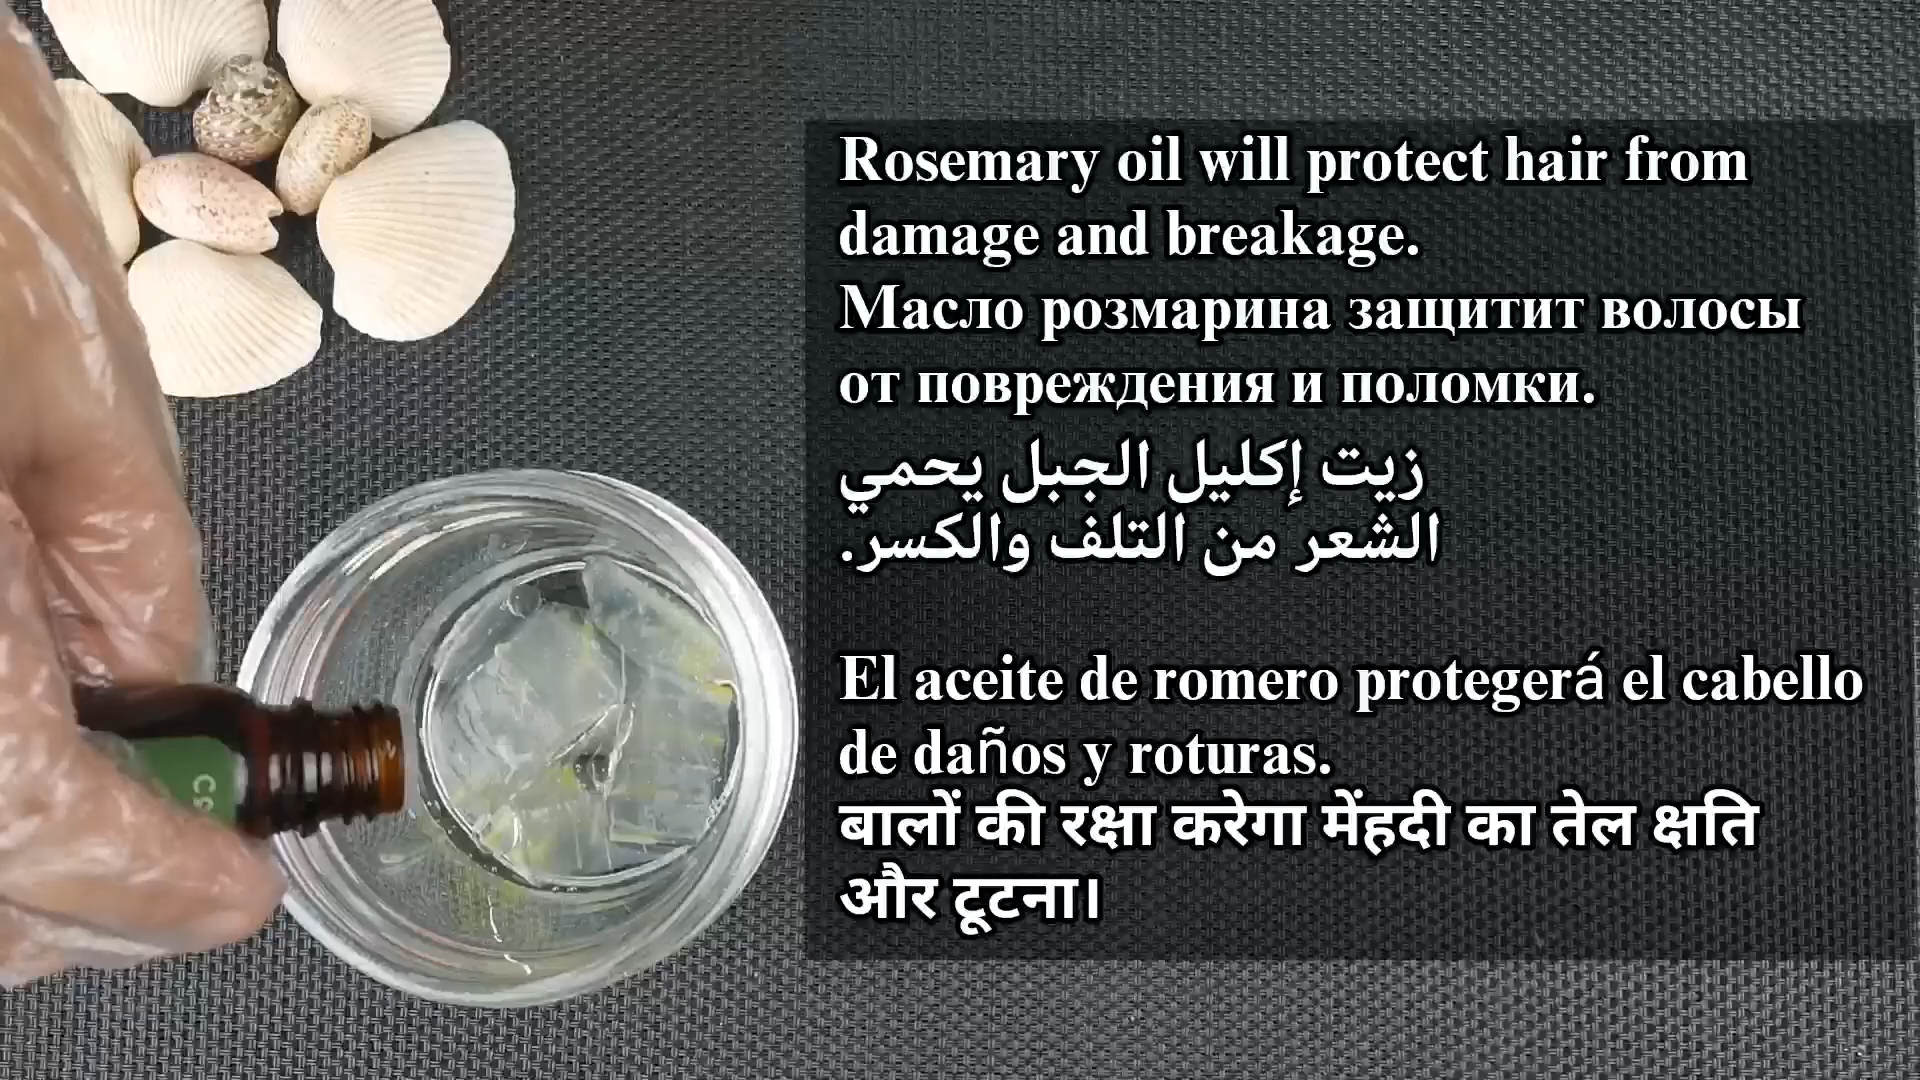 Rosemary oil will protect hair from
damage and breakage.
Масло розмарина защитит волосы
от повреждения и поломки.
زيت إكليل الجبل يحمي
الشعر من التلف والكسر.
El aceite de romero protegerá el cabello
de daños y roturas.
बालों की रक्षा करेगा मेंहदी का तेल क्षति
और टूटना।